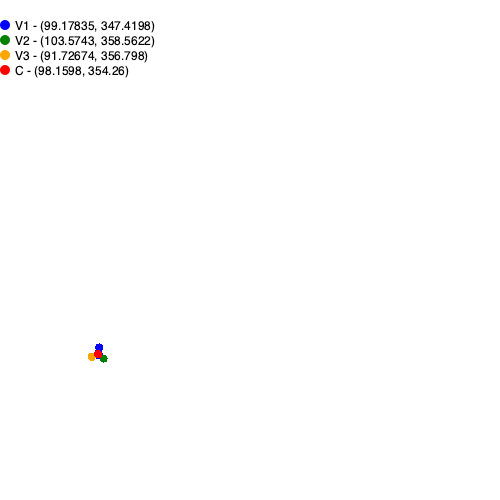 V1 - (99.17835, 347.4198)
V2 - (103.5743, 358.5622)
V3 - (91.72674, 356.798)
C - (98.1598, 354.26)